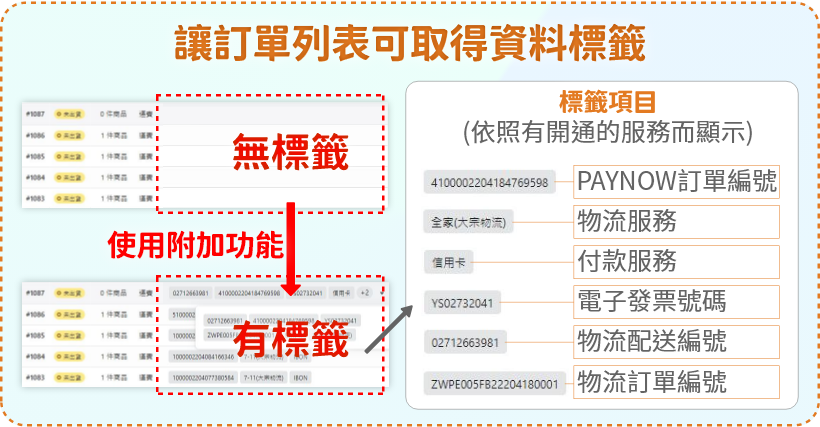 讓訂單列表可取得資料標籤
#1087 未出貨 0 件商品 運費
#1086 未出貨 1 件商品 運費
#1085 未出貨 1 件商品 運費
#1084 未出貨 1 件商品 運費
#1083 未出貨 1 件商品 運費
無標籤
使用附加功能
#1087 未出貨 0 件商品 運費 02712663981 4100002204184769598 YS02732041 信用卡 +2
#1086 未出貨 1 件商品 運費
#1085 未出貨 1 件商品 運費
#1084 未出貨 1 件商品 運費 1000002204084166346 7-11(大宗物流) IBON
#1083 未出貨 1 件商品 運費 1000002204077380584 7-11(大宗物流) IBON
有標籤
標籤項目
(依照有開通的服務而顯示)
4100002204184769598 PAYNOW訂單編號
全家(大宗物流) 物流服務
信用卡 付款服務
YS02732041 電子發票號碼
02712663981 物流配送編號
ZWPE005FB22204180001 物流訂單編號